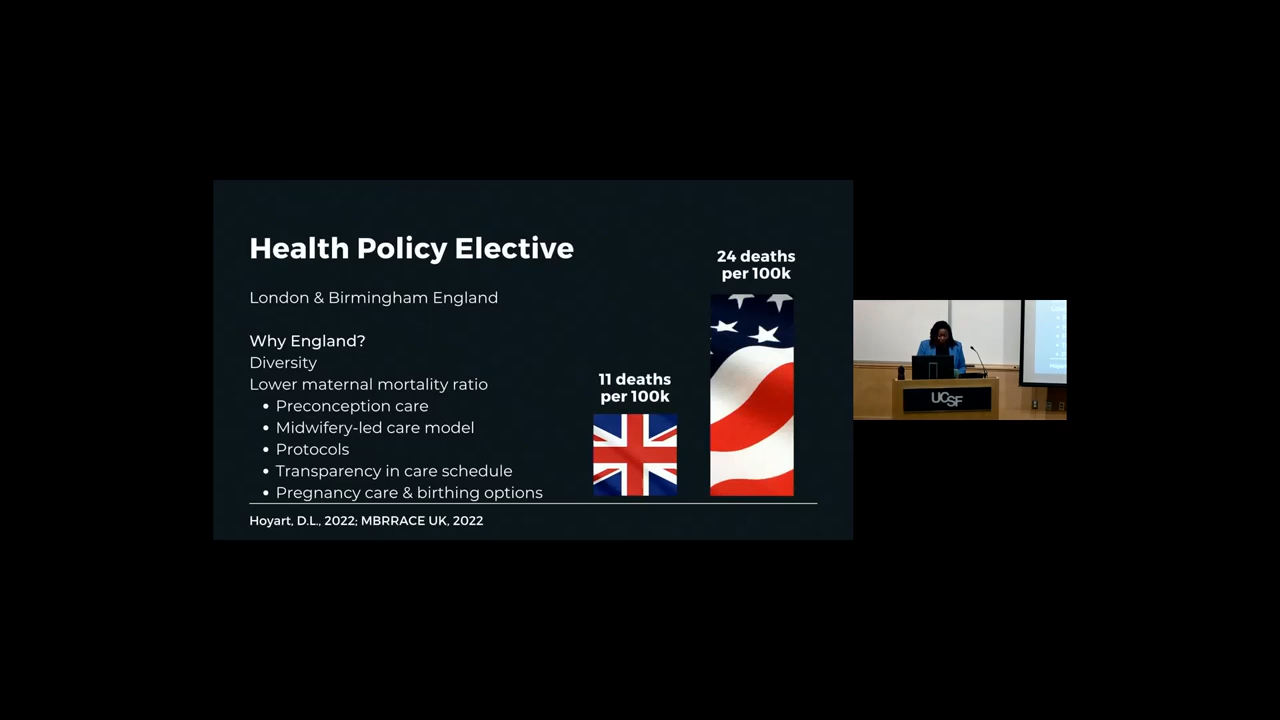 Health Policy Elective
London & Birmingham England
Why England?
Diversity
Lower maternal mortality ratio
• Preconception care
• Midwifery-led care model
• Protocols
• Transparency in care schedule
• Pregnancy care & birthing options
Hoyart, D.L., 2022; MBRRACE UK, 2022
11 deaths
per 100k
24 deaths
per 100k
UCSF